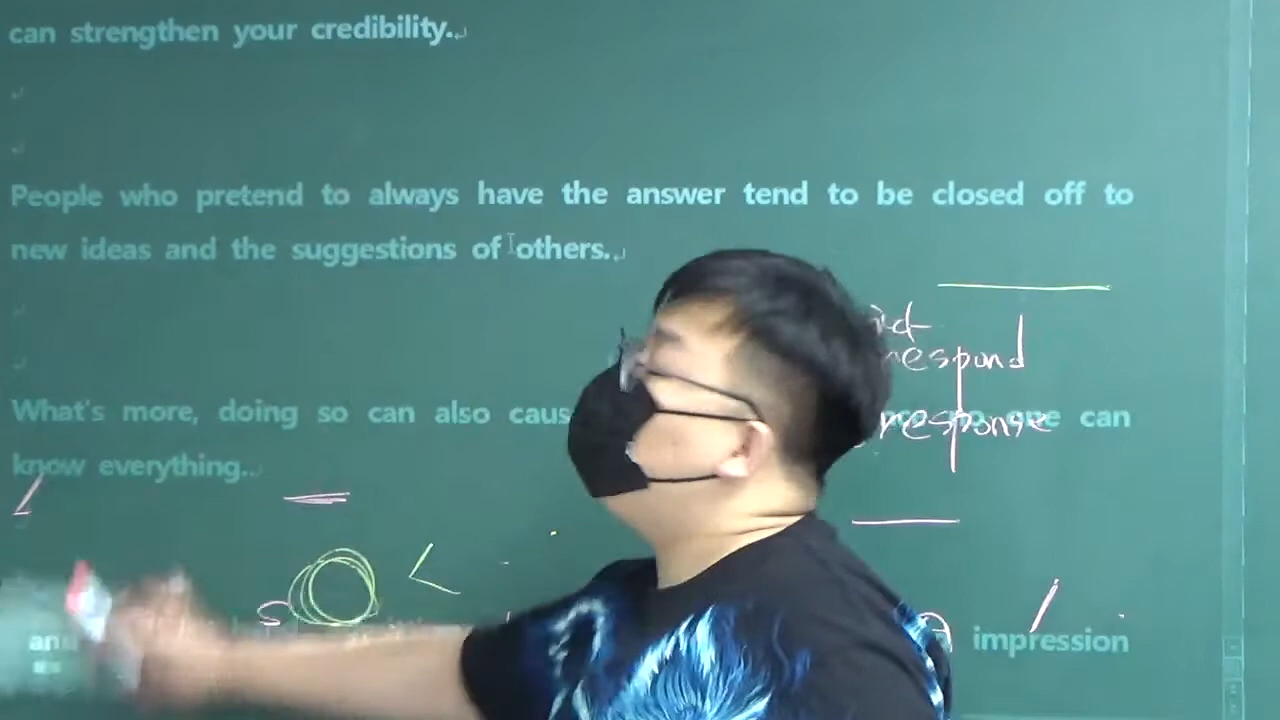 can strengthen your credibility.
People who pretend to always have the answer tend to be closed off to
new ideas and the suggestions of others.
respond
What's more, doing so can also one can
response
know everything..
impression